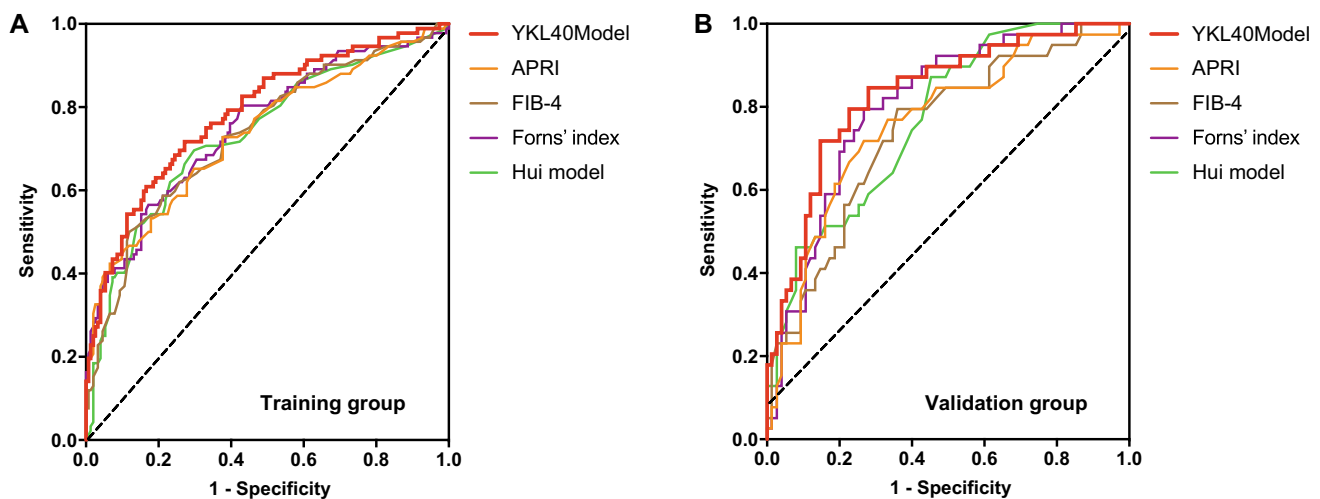 A
1.0
0.8
0.6
0.4
0.2
0.0
Sensitivity
0.0 0.2 0.4 0.6 0.8 1.0
1 - Specificity
Training group
YKL40Model
APRI
FIB-4
Forns' index
Hui model
B
1.0
0.8
0.6
0.4
0.2
0.0
Sensitivity
0.0 0.2 0.4 0.6 0.8 1.0
1 - Specificity
Validation group
YKL40Model
APRI
FIB-4
Forns' index
Hui model